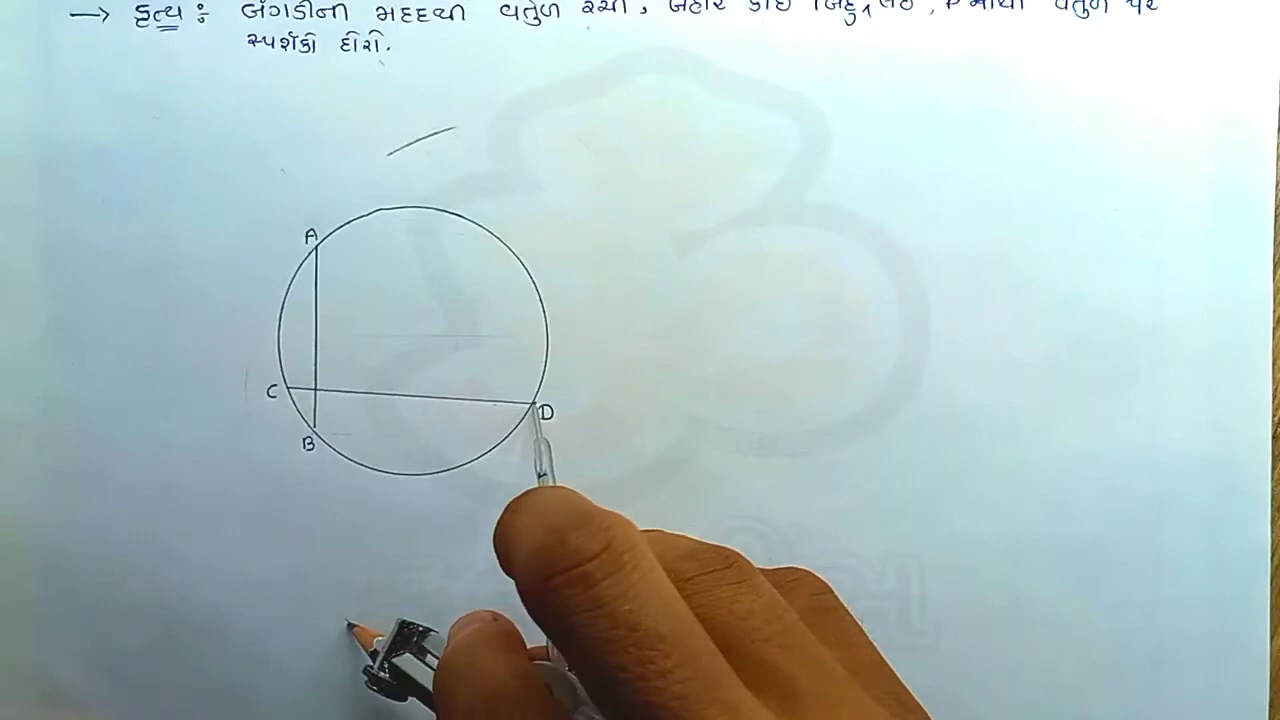 → કૃત્ય : બંગડીની મદદથી વર્તુળ રચી, બહાર કોઈ બિંદુ લઈ, P માંથી વર્તુળ પર
સ્પર્શકો દોરો.
A
C
D
B